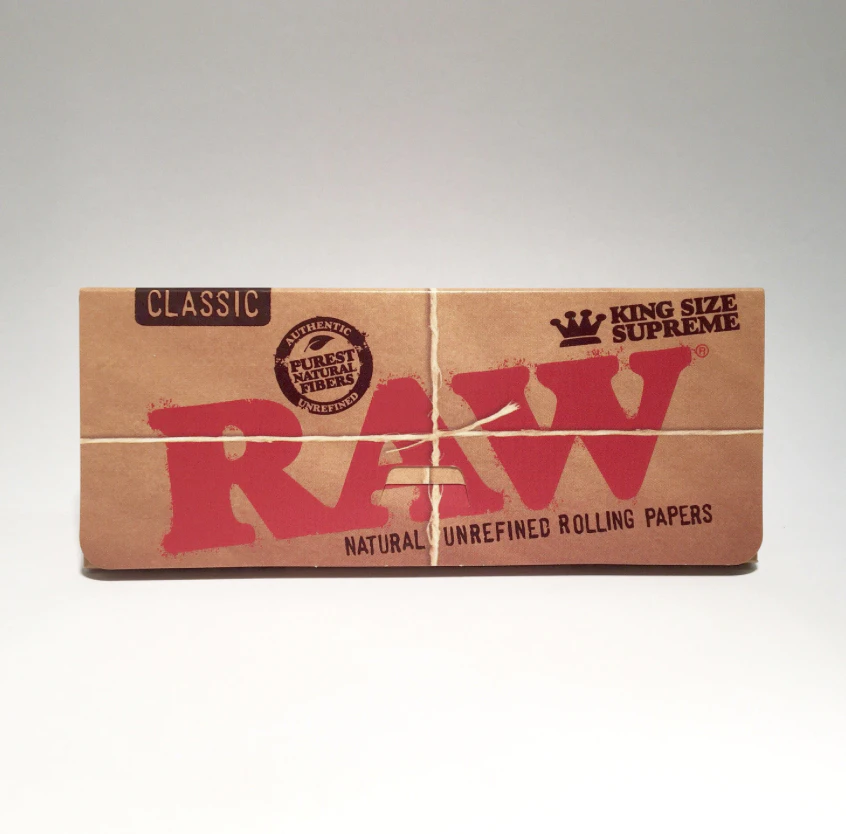 CLASSIC
KING SIZE
SUPREME
AUTHENTIC
PUREST
NATURAL
FIBERS
UNREFINED
RAW®
NATURAL UNREFINED ROLLING PAPERS